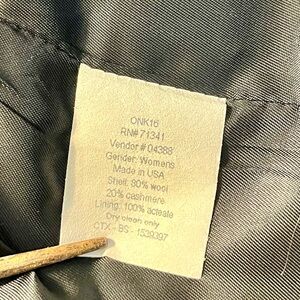 ONK16
RN# 71341
Vendor # 04388
Gender: Womens
Made in USA
Shell: 80% wool
20% cashmere
Lining: 100% acteate
Dry clean only
CTX - BS - 1539397